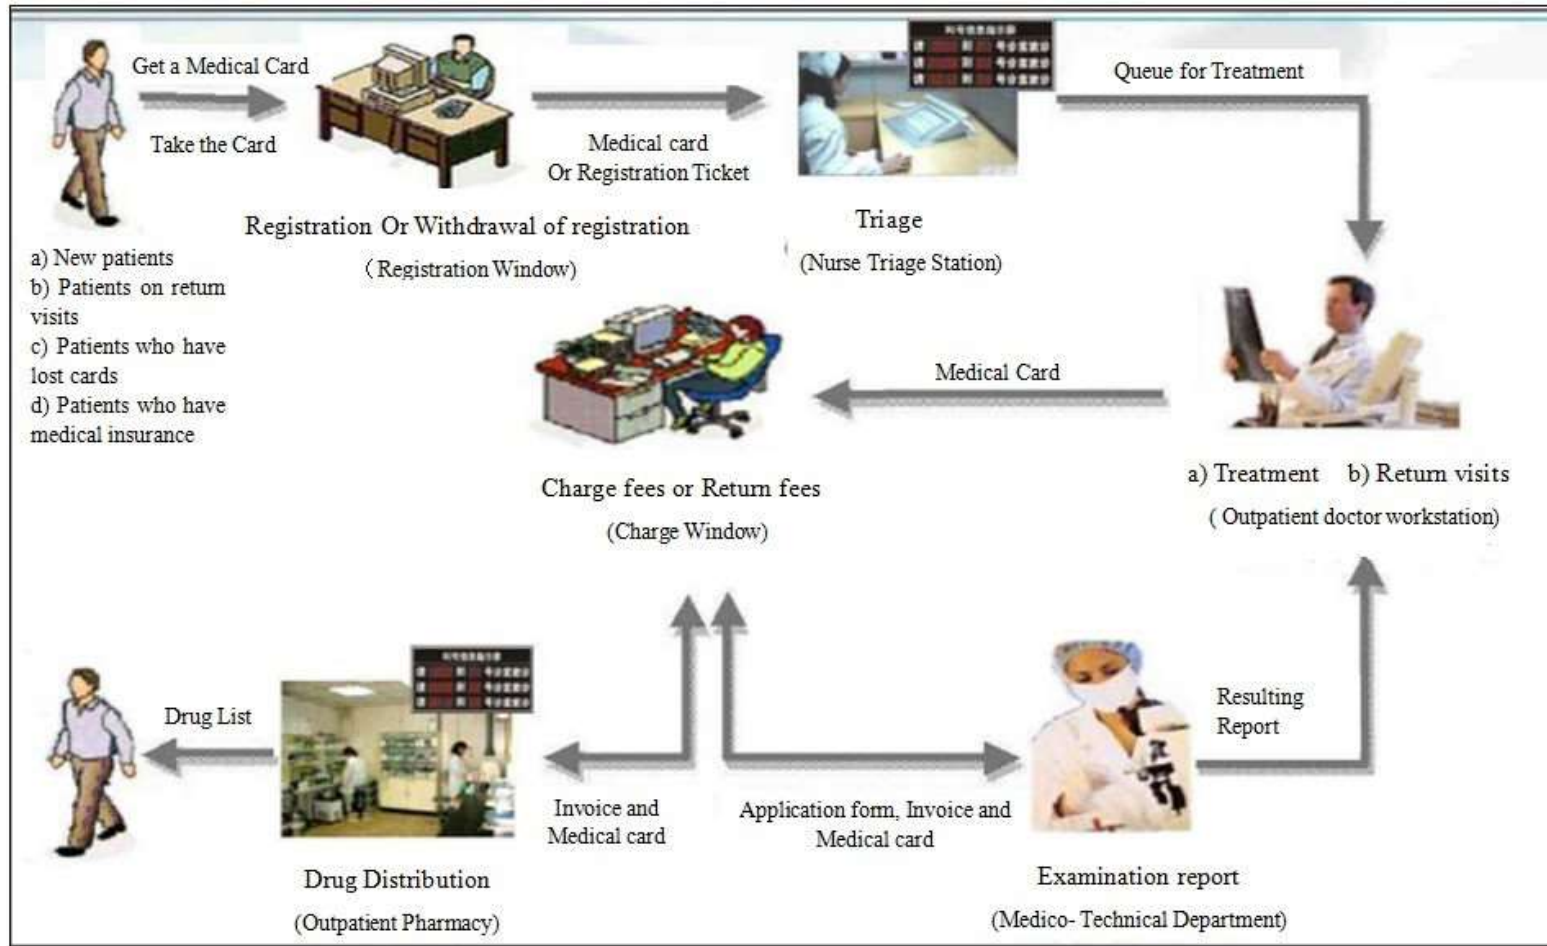 Get a Medical Card
Take the Card
Medical card
Or Registration Ticket
Queue for Treatment
Registration Or Withdrawal of registration
(Registration Window)
Triage
(Nurse Triage Station)
a) New patients
b) Patients on return
visits
c) Patients who have
lost cards
d) Patients who have
medical insurance
Medical Card
Charge fees or Return fees
(Charge Window)
a) Treatment b) Return visits
( Outpatient doctor workstation)
Drug List
Invoice and
Medical card
Application form, Invoice and
Medical card
Resulting
Report
Drug Distribution
(Outpatient Pharmacy)
Examination report
(Medico- Technical Department)